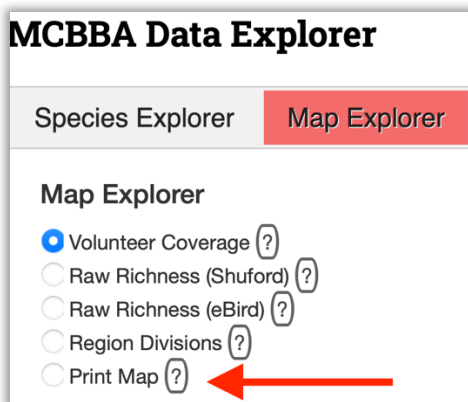 MCBBA Data Explorer
Species Explorer Map Explorer
Map Explorer
Volunteer Coverage ?
Raw Richness (Shuford) ?
Raw Richness (eBird) ?
Region Divisions ?
Print Map ?